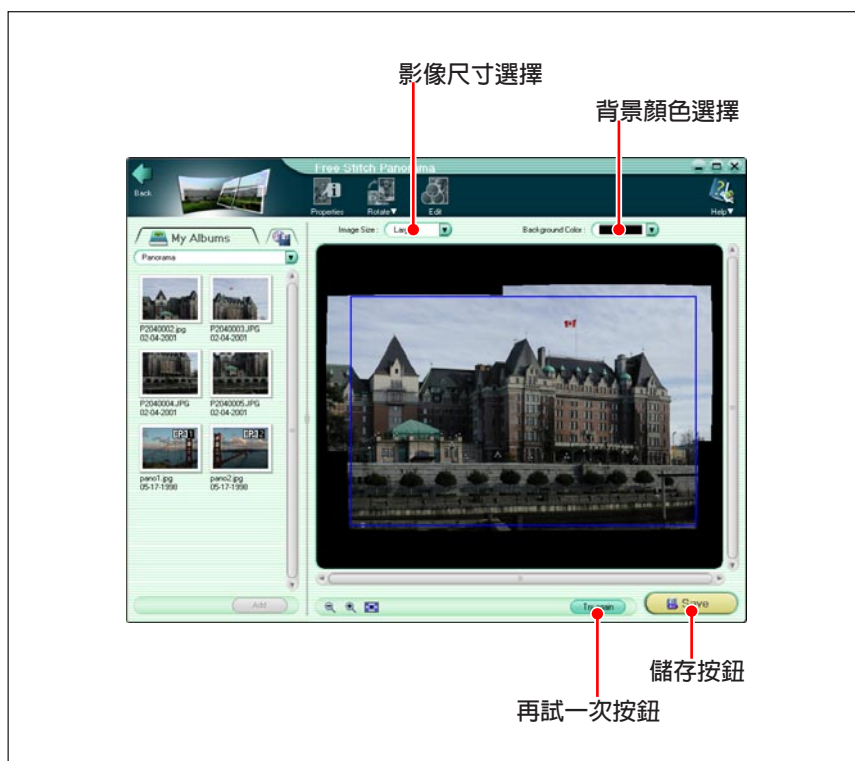 影像尺寸選擇
背景顏色選擇
Free Stitch Panorama
Back
Properties
Rotate▼
Edit
Help▼
Image Size :
Background Color :
My Albums
Panorama
P2040002.jpg
02-04-2001
P2040003.JPG
02-04-2001
P2040004.JPG
02-04-2001
P2040005.JPG
02-04-2001
pano1.jpg
05-17-1998
pano2.jpg
05-17-1998
Add
Save
儲存按鈕
再試一次按鈕